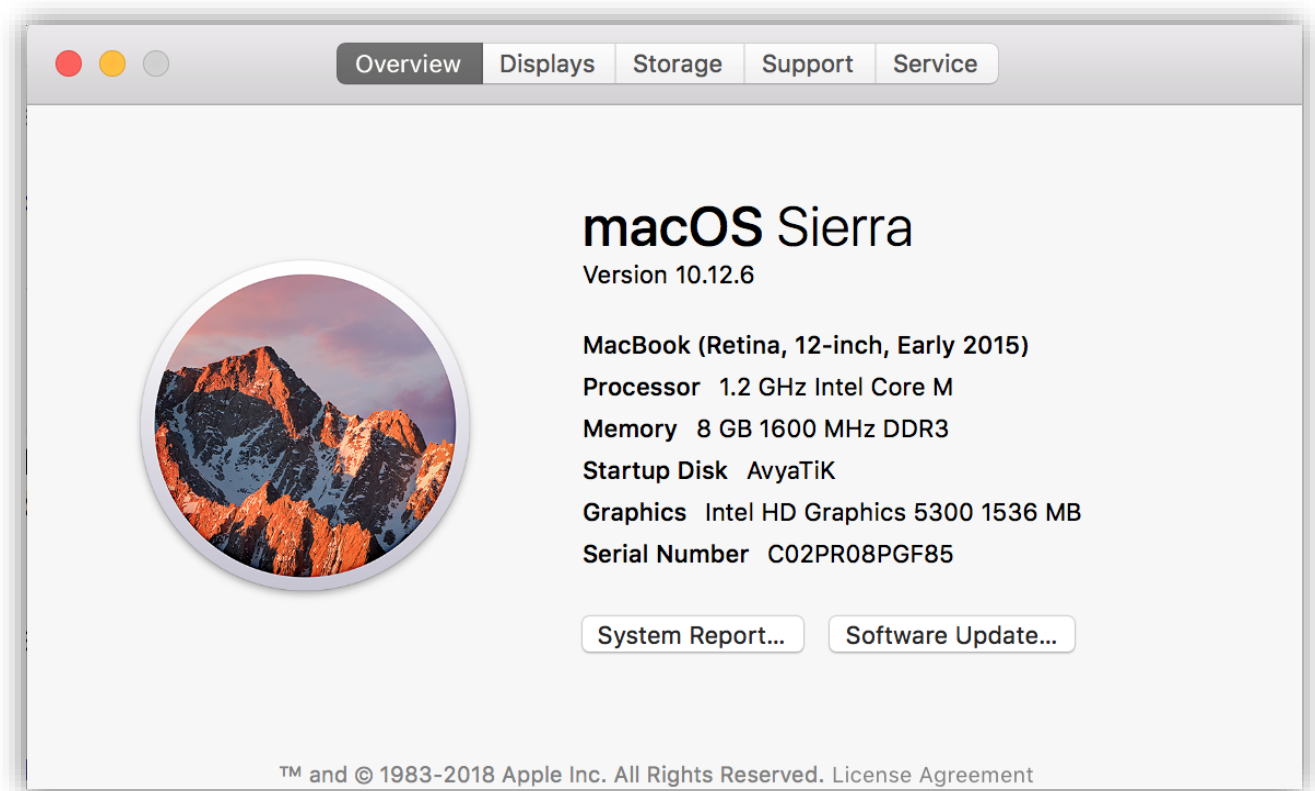 Overview Displays Storage Support Service
macOS Sierra
Version 10.12.6
MacBook (Retina, 12-inch, Early 2015)
Processor 1.2 GHz Intel Core M
Memory 8 GB 1600 MHz DDR3
Startup Disk AvyaTiK
Graphics Intel HD Graphics 5300 1536 MB
Serial Number C02PR08PGF85
System Report... Software Update...
™ and © 1983-2018 Apple Inc. All Rights Reserved. License Agreement